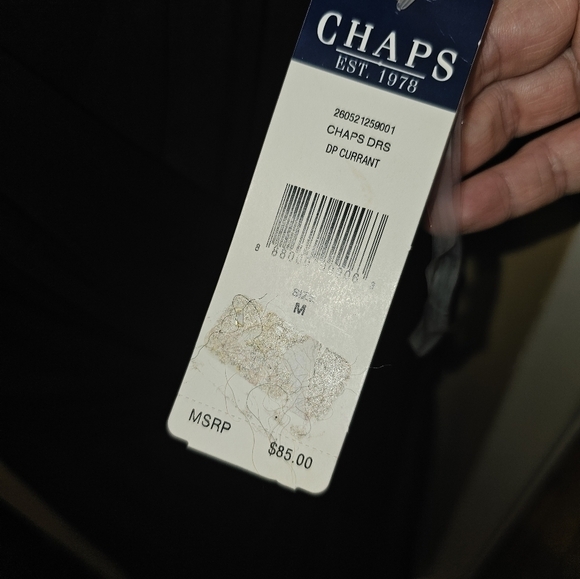 CHAPS
EST. 1978
260521259001
CHAPS DRS
DP CURRANT
SIZE
M
MSRP
$85.00